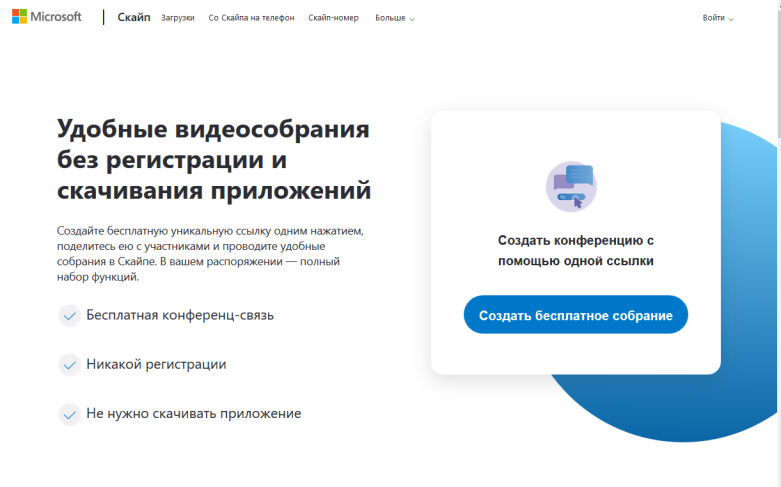 Microsoft
Скайп
Загрузки
Со Скайпа на телефон
Скайп-номер
Больше
Войти
Удобные видеособрания
без регистрации и
скачивания приложений
Создайте бесплатную уникальную ссылку одним нажатием,
поделитесь ею с участниками и проводите удобные
собрания в Скайпе. В вашем распоряжении — полный
набор функций.
Бесплатная конференц-связь
Никакой регистрации
Не нужно скачивать приложение
Создать конференцию с
помощью одной ссылки
Создать бесплатное собрание